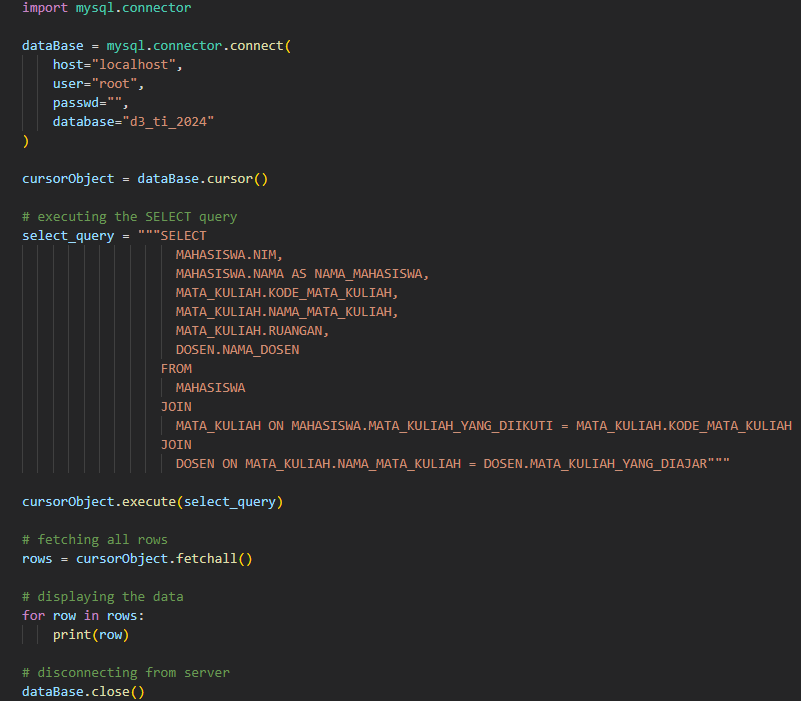 import mysql.connector
dataBase = mysql.connector.connect(
host="localhost",
user="root",
passwd="",
database="d3_ti_2024"
)
cursorObject = dataBase.cursor()
# executing the SELECT query
select_query = """SELECT
MAHASISWA.NIM,
MAHASISWA.NAMA AS NAMA_MAHASISWA,
MATA_KULIAH.KODE_MATA_KULIAH,
MATA_KULIAH.NAMA_MATA_KULIAH,
MATA_KULIAH.RUANGAN,
DOSEN.NAMA_DOSEN
FROM
MAHASISWA
JOIN
MATA_KULIAH ON MAHASISWA.MATA_KULIAH_YANG_DIIKUTI = MATA_KULIAH.KODE_MATA_KULIAH
JOIN
DOSEN ON MATA_KULIAH.NAMA_MATA_KULIAH = DOSEN.MATA_KULIAH_YANG_DIAJAR"""
cursorObject.execute(select_query)
# fetching all rows
rows = cursorObject.fetchall()
# displaying the data
for row in rows:
print(row)
# disconnecting from server
dataBase.close()